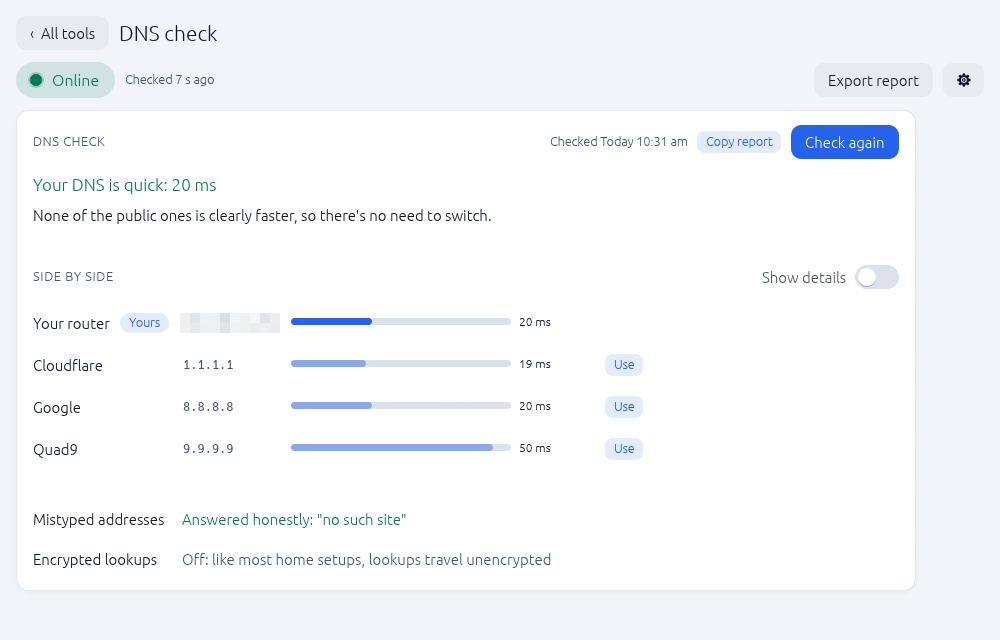 ‹ All tools DNS check
Online Checked 7 s ago Export report
DNS CHECK Checked Today 10:31 am Copy report Check again
Your DNS is quick: 20 ms
None of the public ones is clearly faster, so there's no need to switch.
SIDE BY SIDE Show details
Your router Yours 20 ms
Cloudflare 1.1.1.1 19 ms Use
Google 8.8.8.8 20 ms Use
Quad9 9.9.9.9 50 ms Use
Mistyped addresses Answered honestly: "no such site"
Encrypted lookups Off: like most home setups, lookups travel unencrypted